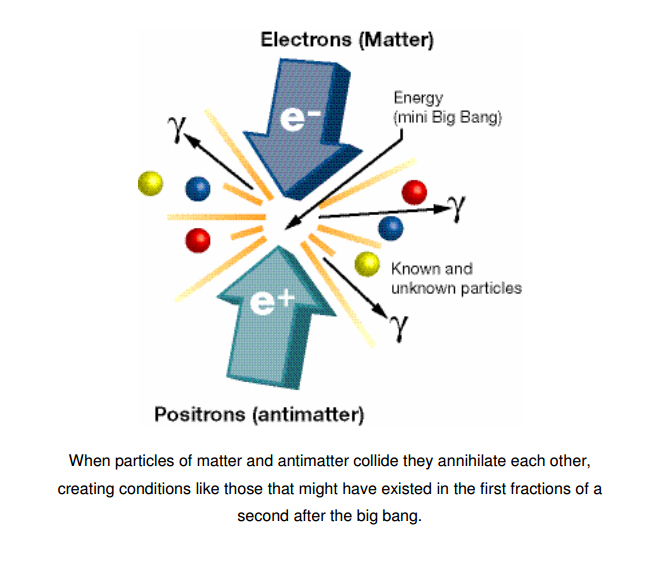 Electrons (Matter)
e-
Energy
(mini Big Bang)
γ
γ
Known and
unknown particles
e+
γ
Positrons (antimatter)
When particles of matter and antimatter collide they annihilate each other,
creating conditions like those that might have existed in the first fractions of a
second after the big bang.